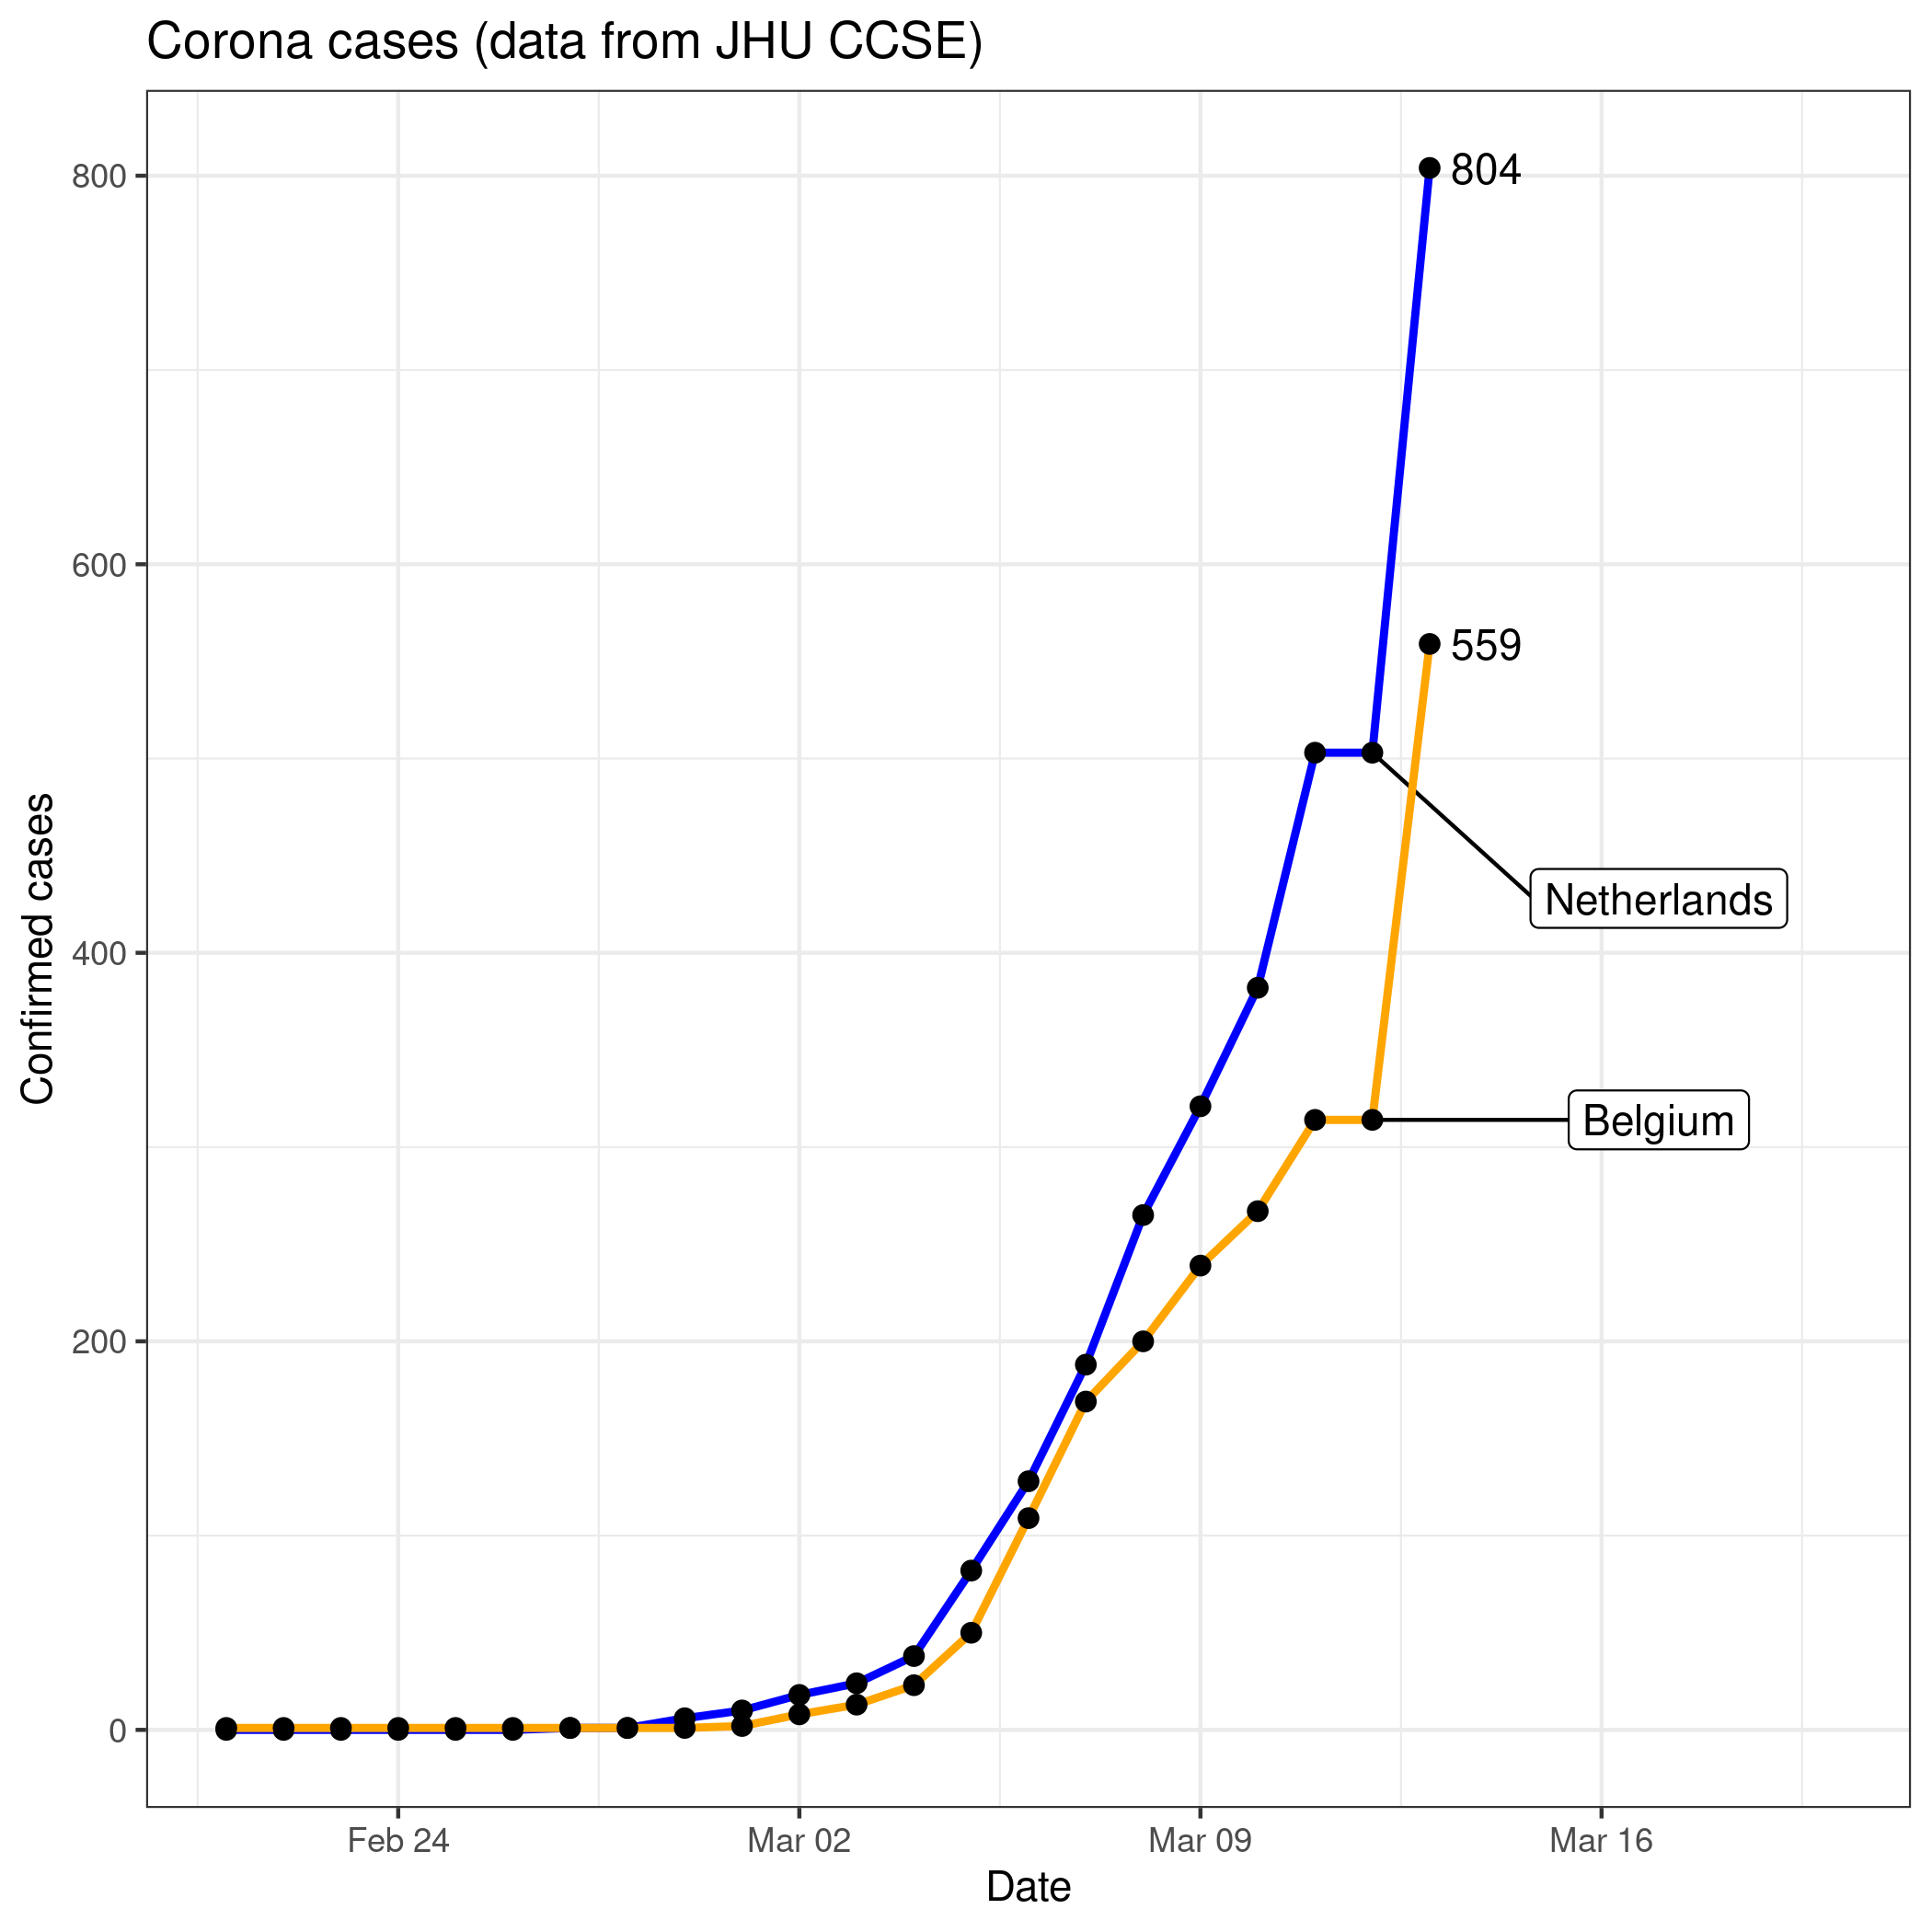 Corona cases (data from JHU CCSE)
800
600
400
200
0
Confirmed cases
804
559
Netherlands
Belgium
Feb 24
Mar 02
Mar 09
Mar 16
Date